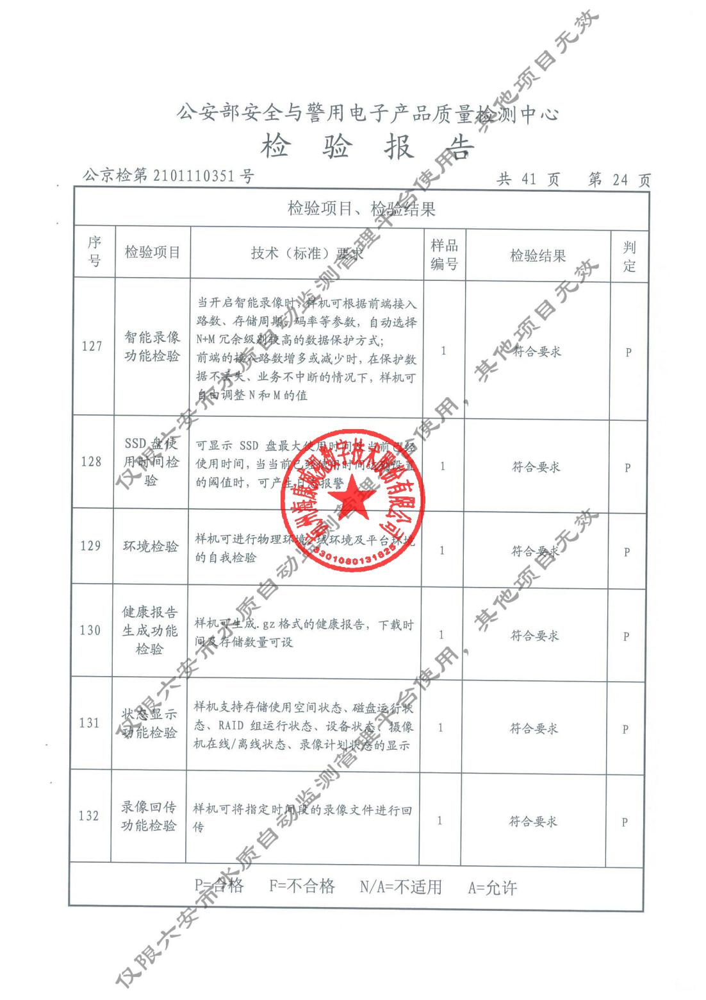 公安部安全与警用电子产品质量检测中心
检 验 报 告
公京检第 2101110351 号
共 41 页 第 24 页
检验项目、检验结果
序号
检验项目
技术（标准）要求
样品编号
检验结果
判定
127
智能录像
功能检验
当开启智能录像时，样机可根据前端接入
路数、存储周期、码率等参数，自动选择
N+M 冗余级别较高的数据保护方式；
前端的接入路数增多或减少时，在保护数
据不丢失、业务不中断的情况下，样机可
自由调整 N 和 M 的值
1
符合要求
P
128
SSD 盘使
用时间检
验
可显示 SSD 盘最大使用时间及当前已经
使用时间，当当前已经使用时间达到设置
的阈值时，可产生日志报警
1
符合要求
P
129
环境检验
样机可进行物理环境、域环境及平台环境
的自我检验
1
符合要求
P
130
健康报告
生成功能
检验
样机可生成.gz 格式的健康报告，下载时
间及存储数量可设
1
符合要求
P
131
状态显示
功能检验
样机支持存储使用空间状态、磁盘运行状
态、RAID 组运行状态、设备状态、摄像
机在线/离线状态、录像计划状态的显示
1
符合要求
P
132
录像回传
功能检验
样机可将指定时间段的录像文件进行回
传
1
符合要求
P
P=合格 F=不合格 N/A=不适用 A=允许
杭州海康威视数字技术股份有限公司
3301080131825
仅限六安市水质自动监测管理平台使用，其他项目无效
仅限六安市水质自动监测管理平台使用，其他项目无效
仅限六安市水质自动监测管理平台使用，其他项目无效